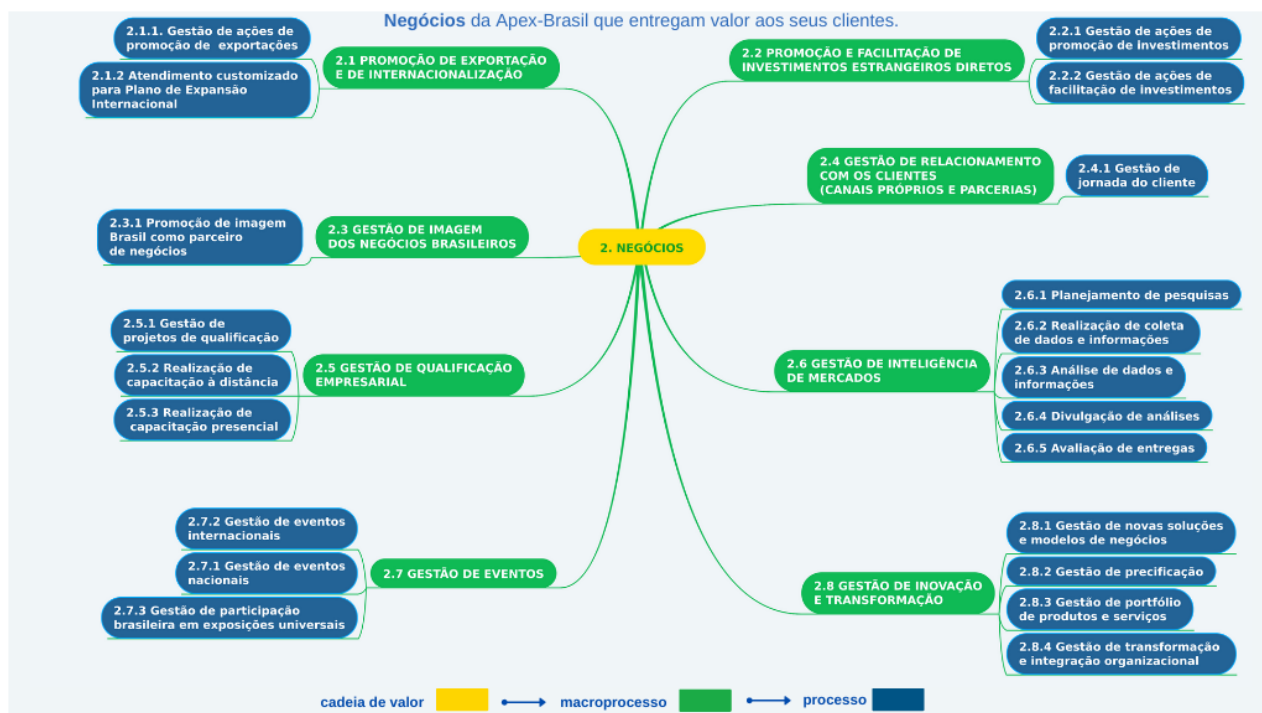 Negócios da Apex-Brasil que entregam valor aos seus clientes.
2.1.1. Gestão de ações de
promoção de exportações
2.1.2 Atendimento customizado
para Plano de Expansão
Internacional
2.1 PROMOÇÃO DE EXPORTAÇÃO
E DE INTERNACIONALIZAÇÃO
2.2 PROMOÇÃO E FACILITAÇÃO DE
INVESTIMENTOS ESTRANGEIROS DIRETOS
2.2.1 Gestão de ações de
promoção de investimentos
2.2.2 Gestão de ações de
facilitação de investimentos
2.3.1 Promoção de imagem
Brasil como parceiro
de negócios
2.3 GESTÃO DE IMAGEM
DOS NEGÓCIOS BRASILEIROS
2. NEGÓCIOS
2.4 GESTÃO DE RELACIONAMENTO
COM OS CLIENTES
(CANAIS PRÓPRIOS E PARCERIAS)
2.4.1 Gestão de
jornada do cliente
2.5.1 Gestão de
projetos de qualificação
2.5.2 Realização de
capacitação à distância
2.5.3 Realização de
capacitação presencial
2.5 GESTÃO DE QUALIFICAÇÃO
EMPRESARIAL
2.6 GESTÃO DE INTELIGÊNCIA
DE MERCADOS
2.6.1 Planejamento de pesquisas
2.6.2 Realização de coleta
de dados e informações
2.6.3 Análise de dados e
informações
2.6.4 Divulgação de análises
2.6.5 Avaliação de entregas
2.7.2 Gestão de eventos
internacionais
2.7.1 Gestão de eventos
nacionais
2.7.3 Gestão de participação
brasileira em exposições universais
2.7 GESTÃO DE EVENTOS
2.8 GESTÃO DE INOVAÇÃO
E TRANSFORMAÇÃO
2.8.1 Gestão de novas soluções
e modelos de negócios
2.8.2 Gestão de precificação
2.8.3 Gestão de portfólio
de produtos e serviços
2.8.4 Gestão de transformação
e integração organizacional
cadeia de valor
macroprocesso
processo